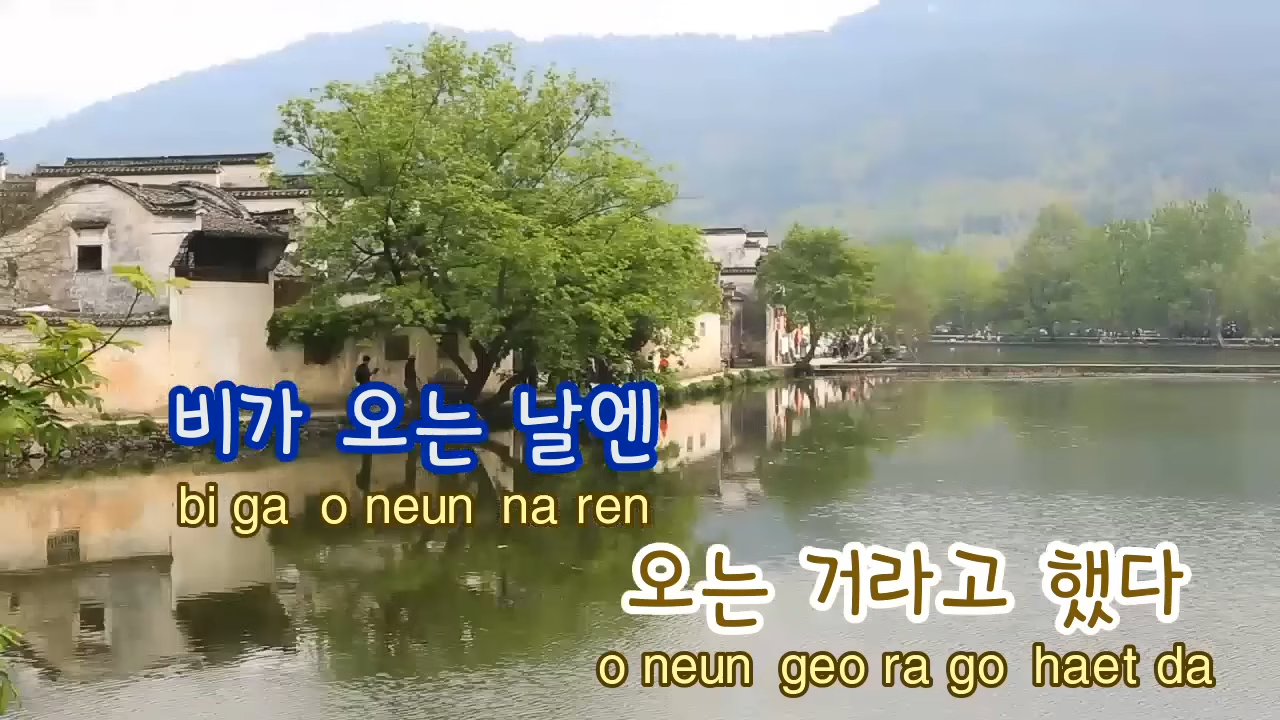 비가 오는 날엔
bi ga o neun na ren
오는 거라고 했다
o neun geo ra go haet da